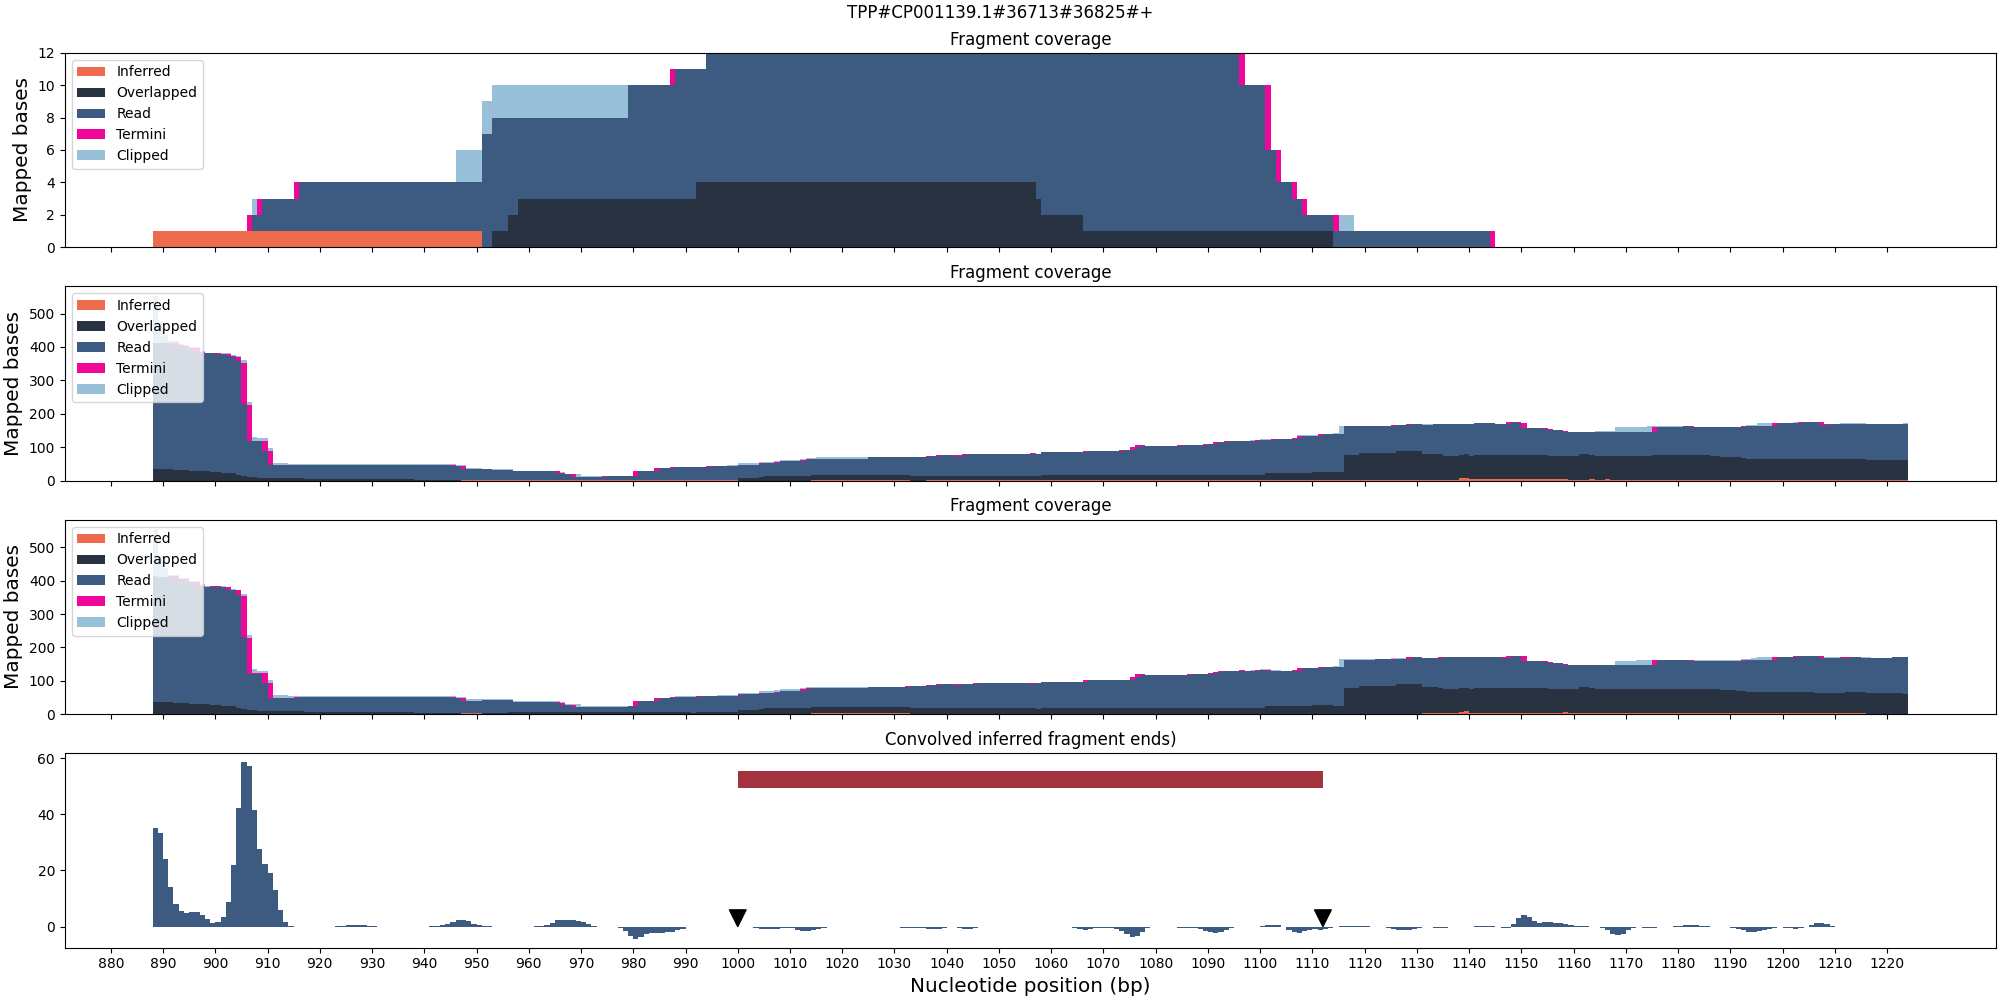 TPP#CP001139.1#36713#36825#+
Fragment coverage
Mapped bases
12
10
8
6
4
2
0
Inferred
Overlapped
Read
Termini
Clipped
Fragment coverage
Mapped bases
500
400
300
200
100
0
Inferred
Overlapped
Read
Termini
Clipped
Fragment coverage
Mapped bases
500
400
300
200
100
0
Inferred
Overlapped
Read
Termini
Clipped
Convolved inferred fragment ends)
60
40
20
0
880 890 900 910 920 930 940 950 960 970 980 990 1000 1010 1020 1030 1040 1050 1060 1070 1080 1090 1100 1110 1120 1130 1140 1150 1160 1170 1180 1190 1200 1210 1220
Nucleotide position (bp)